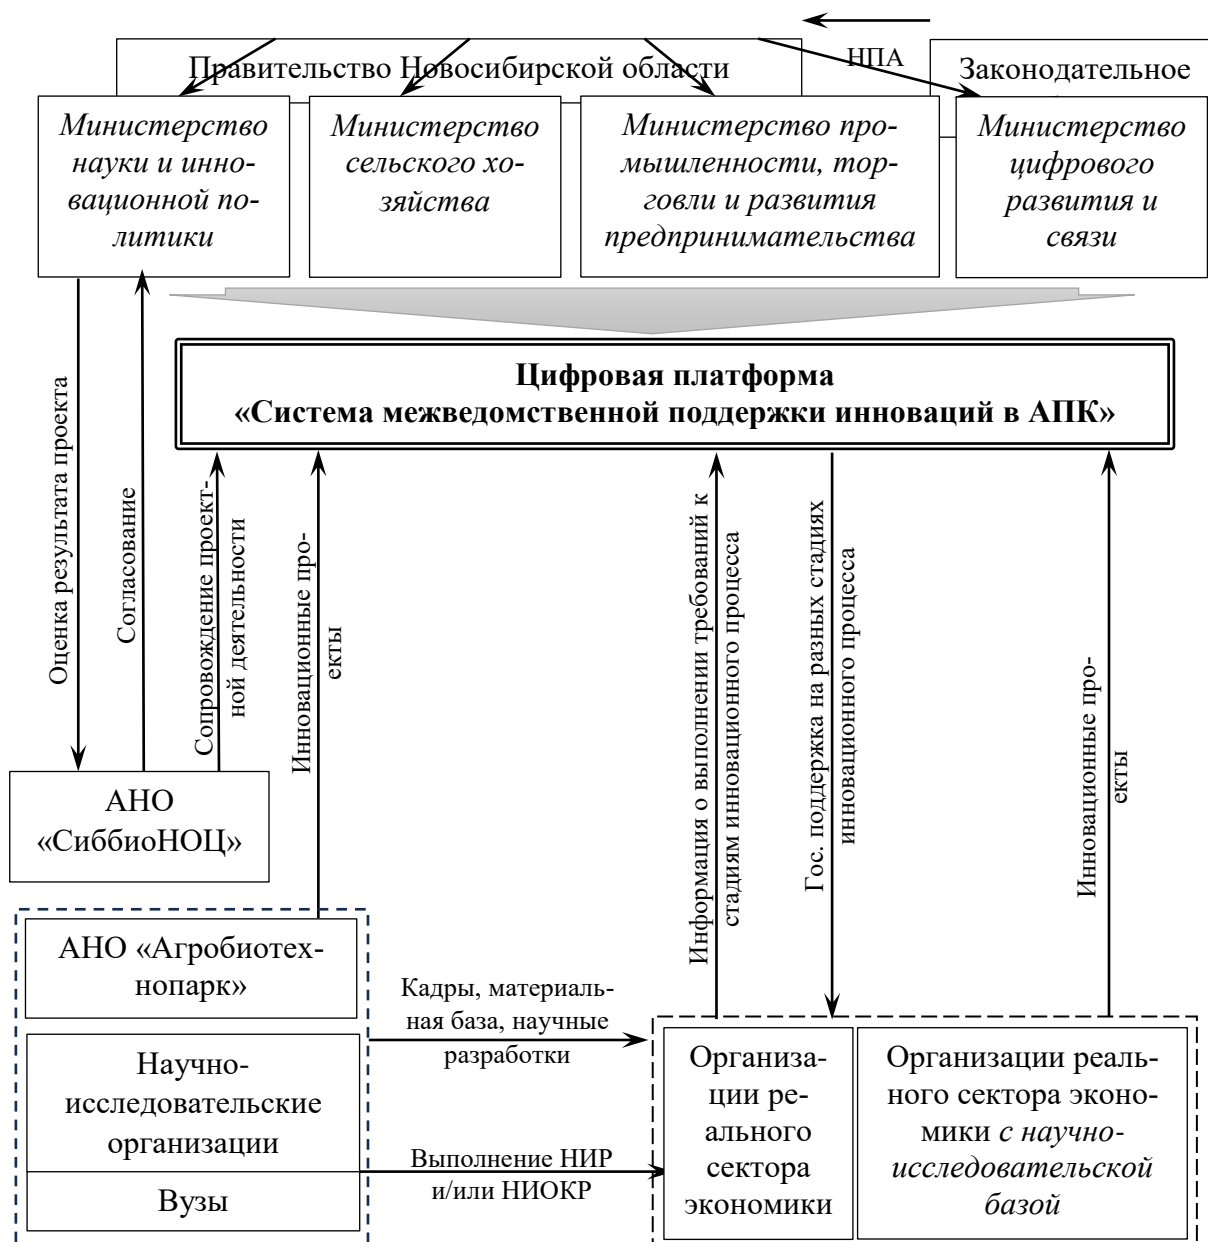 Правительство Новосибирской области
НПА
Законодательное
Министерство
науки и инно-
вационной по-
литики
Министерство
сельского хо-
зяйства
Министерство про-
мышленности, тор-
говли и развития
предпринимательства
Министерство
цифрового
развития и
связи
Цифровая платформа
«Система межведомственной поддержки инноваций в АПК»
Оценка результата проекта
Согласование
Сопровождение проект-
ной деятельности
Инновационные про-
екты
Информация о выполнении требований к
стадиям инновационного процесса
Гос. поддержка на разных стадиях
инновационного процесса
Инновационные про-
екты
АНО
«СиббиоНОЦ»
АНО «Агробиотех-
нопарк»
Научно-
исследовательские
организации
Вузы
Кадры, материаль-
ная база, научные
разработки
Выполнение НИР
и/или НИОКР
Организа-
ции ре-
ального
сектора
экономики
Организации реаль-
ного сектора эконо-
мики с научно-
исследовательской
базой